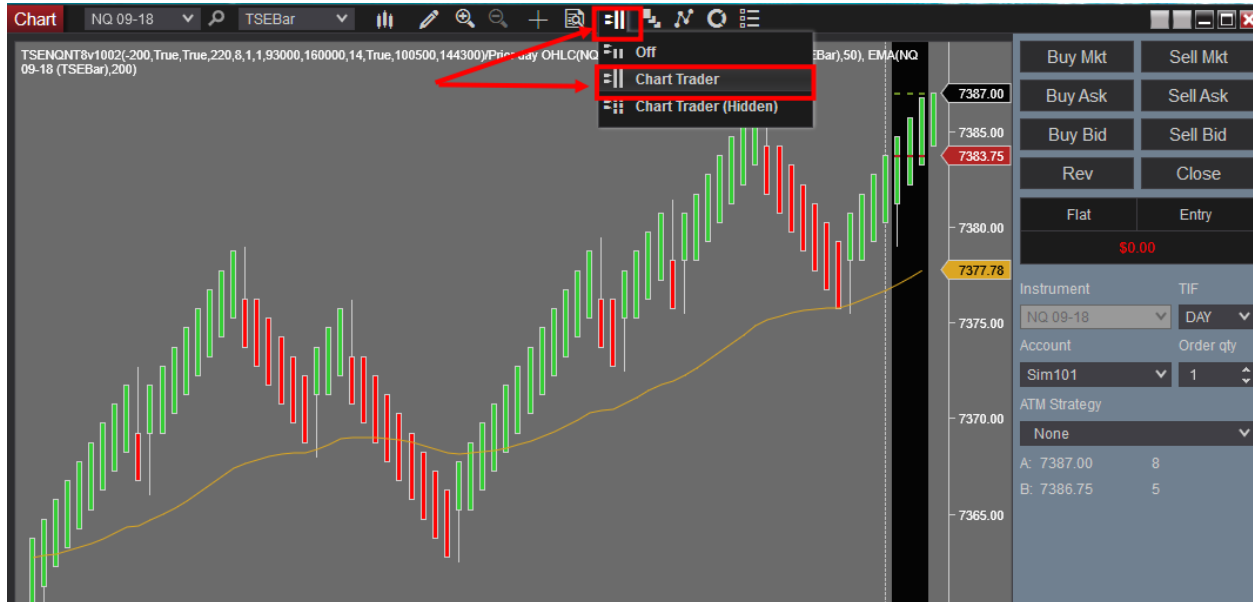 Chart NQ 09-18 TSEBar
TSENQNT8v1002(-200,True,True,220,8,1,1,93000,160000,14,True,100500,144300)/Prior day OHLC(NQ EBar),50), EMA(NQ
09-18 (TSEBar),200)
Off
Chart Trader
Chart Trader (Hidden)
7387.00
7385.00
7383.75
7380.00
7377.78
7375.00
7370.00
7365.00
Buy Mkt Sell Mkt
Buy Ask Sell Ask
Buy Bid Sell Bid
Rev Close
Flat Entry
$0.00
Instrument TIF
NQ 09-18 DAY
Account Order qty
Sim101 1
ATM Strategy
None
A: 7387.00 8
B: 7386.75 5